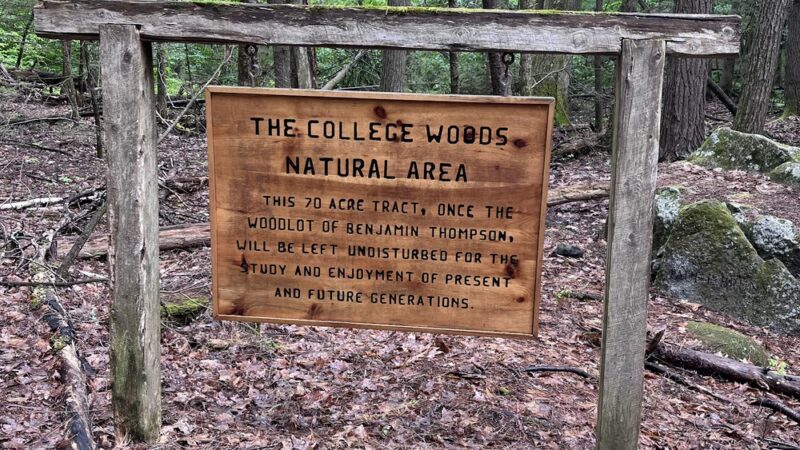 THE COLLEGE WOODS
NATURAL AREA
THIS 70 ACRE TRACT, ONCE THE
WOODLOT OF BENJAMIN THOMPSON,
WILL BE LEFT UNDISTURBED FOR THE
STUDY AND ENJOYMENT OF PRESENT
AND FUTURE GENERATIONS.